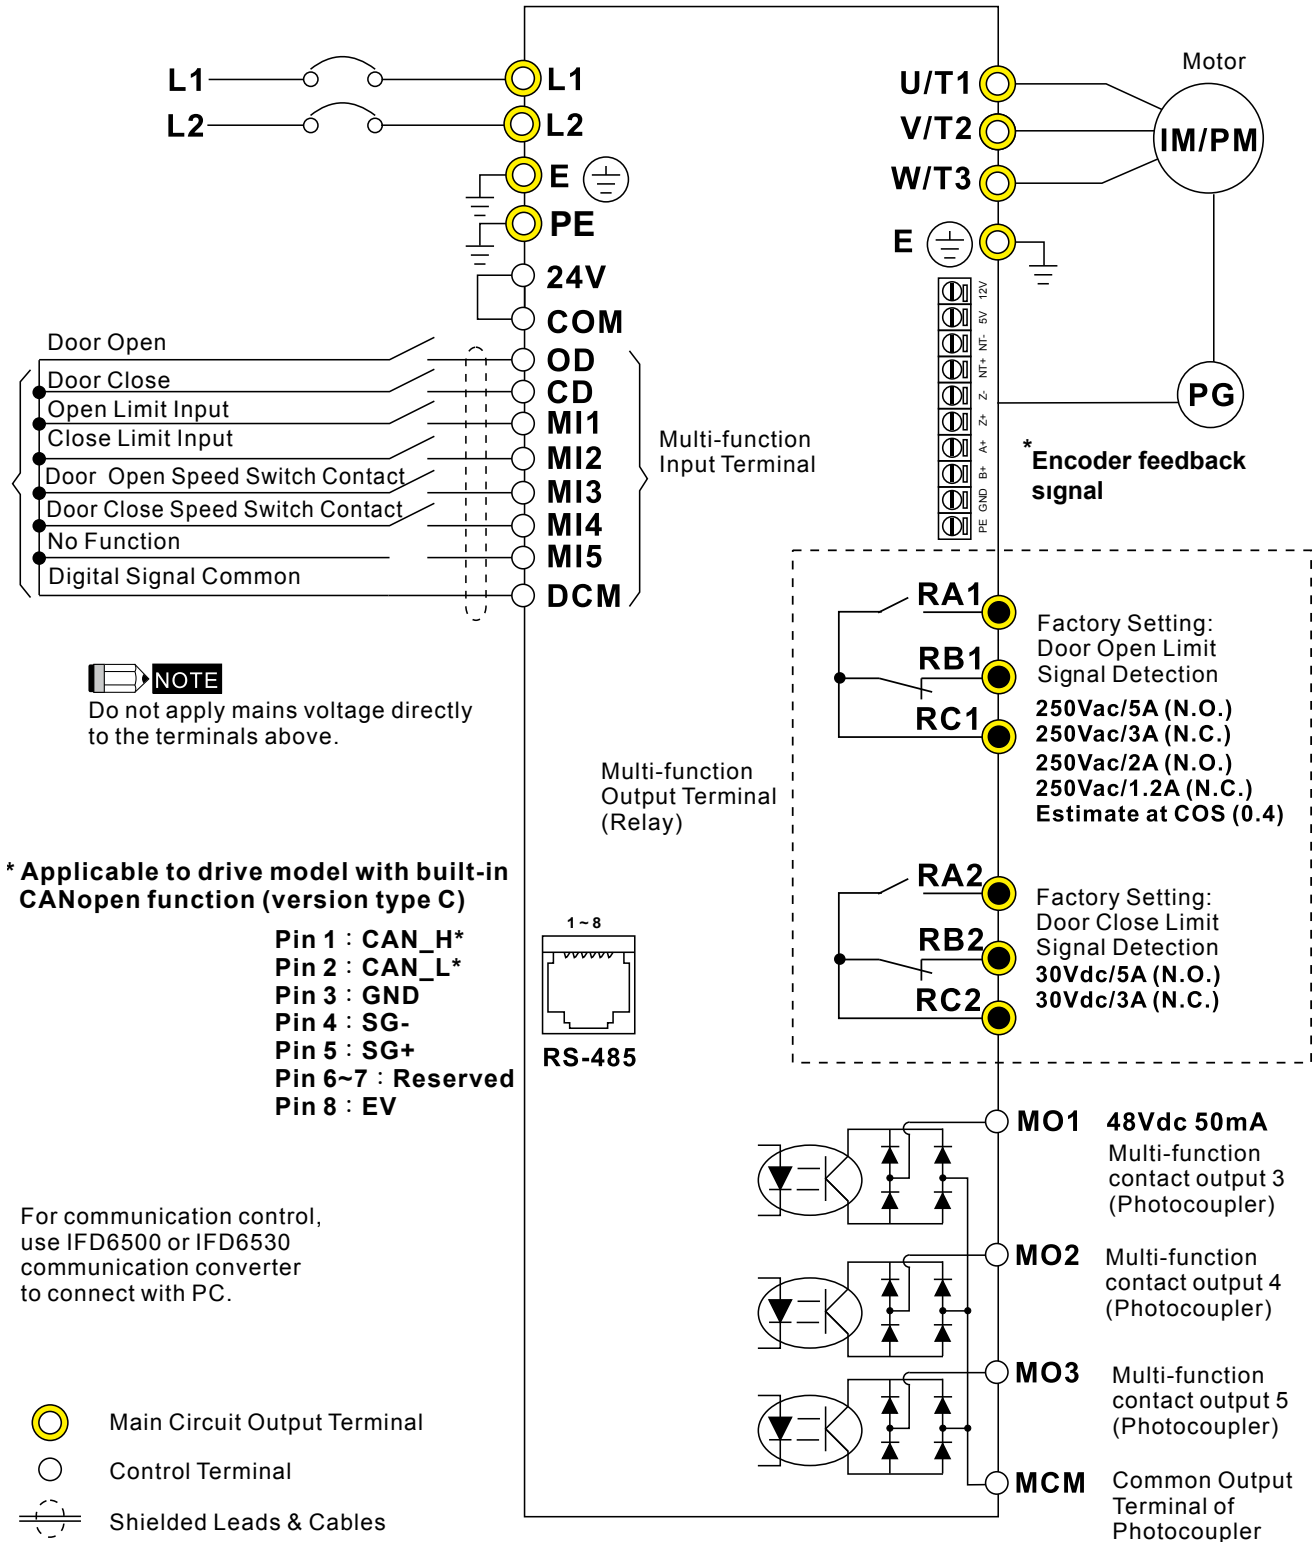 L1
L2
L1
L2
E
PE
24V
COM
OD
CD
MI1
MI2
MI3
MI4
MI5
DCM
Door Open
Door Close
Open Limit Input
Close Limit Input
Door Open Speed Switch Contact
Door Close Speed Switch Contact
No Function
Digital Signal Common
Multi-function
Input Terminal
NOTE
Do not apply mains voltage directly
to the terminals above.
U/T1
V/T2
W/T3
E
Motor
IM/PM
PG
12V
5V
NT-
NT+
Z-
Z+
A+
B+
GND
PE
*Encoder feedback
sıgnal
Multi-function
Output Terminal
(Relay)
RA1
RB1
RC1
Factory Setting:
Door Open Limit
Signal Detection
250Vac/5A (N.O.)
250Vac/3A (N.C.)
250Vac/2A (N.O.)
250Vac/1.2A (N.C.)
Estimate at COS (0.4)
RA2
RB2
RC2
Factory Setting:
Door Close Limit
Signal Detection
30Vdc/5A (N.O.)
30Vdc/3A (N.C.)
* Applicable to drive model with built-in
CANopen function (version type C)
Pin 1 : CAN_H*
Pin 2 : CAN_L*
Pin 3 : GND
Pin 4 : SG-
Pin 5 : SG+
Pin 6~7 : Reserved
Pin 8 : EV
1~8
RS-485
For communication control,
use IFD6500 or IFD6530
communication converter
to connect with PC.
MO1
48Vdc 50mA
Multi-function
contact output 3
(Photocoupler)
MO2
Multi-function
contact output 4
(Photocoupler)
MO3
Multi-function
contact output 5
(Photocoupler)
MCM
Common Output
Terminal of
Photocoupler
Main Circuit Output Terminal
Control Terminal
Shielded Leads & Cables